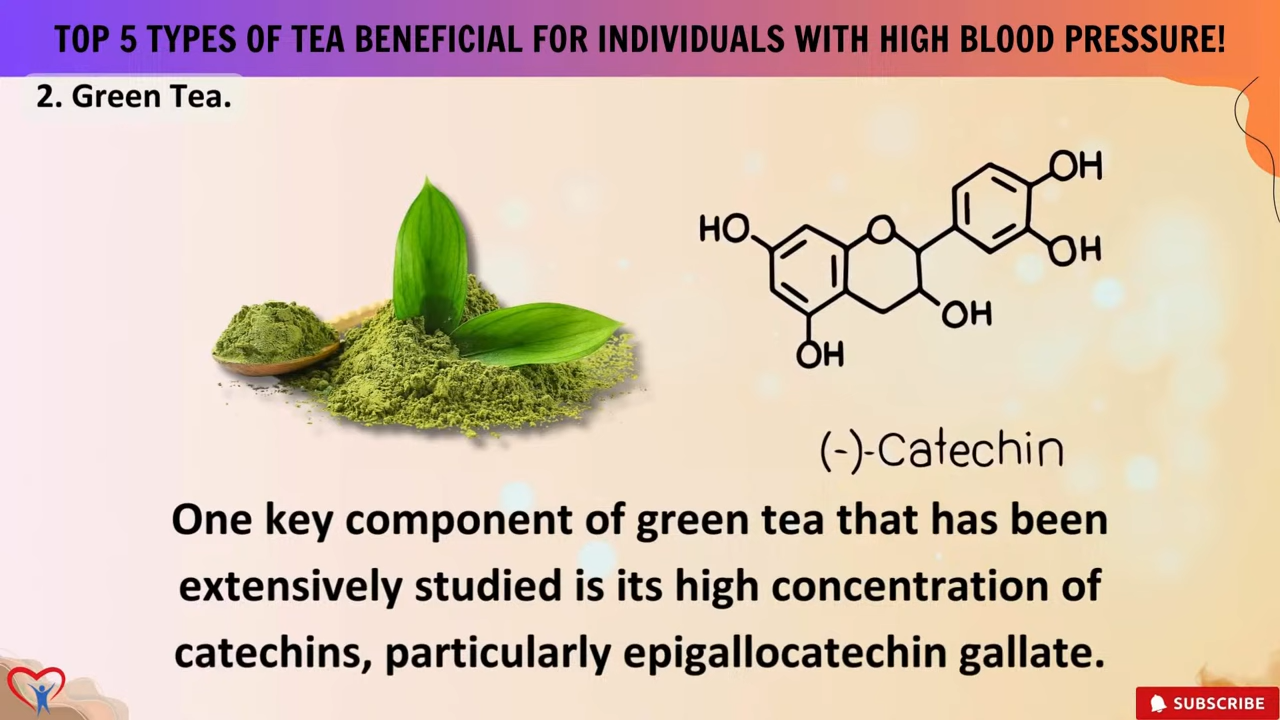 TOP 5 TYPES OF TEA BENEFICIAL FOR INDIVIDUALS WITH HIGH BLOOD PRESSURE!
2. Green Tea.
OH
HO
O
OH
OH
OH
(-)-Catechin
One key component of green tea that has been
extensively studied is its high concentration of
catechins, particularly epigallocatechin gallate.
SUBSCRIBE